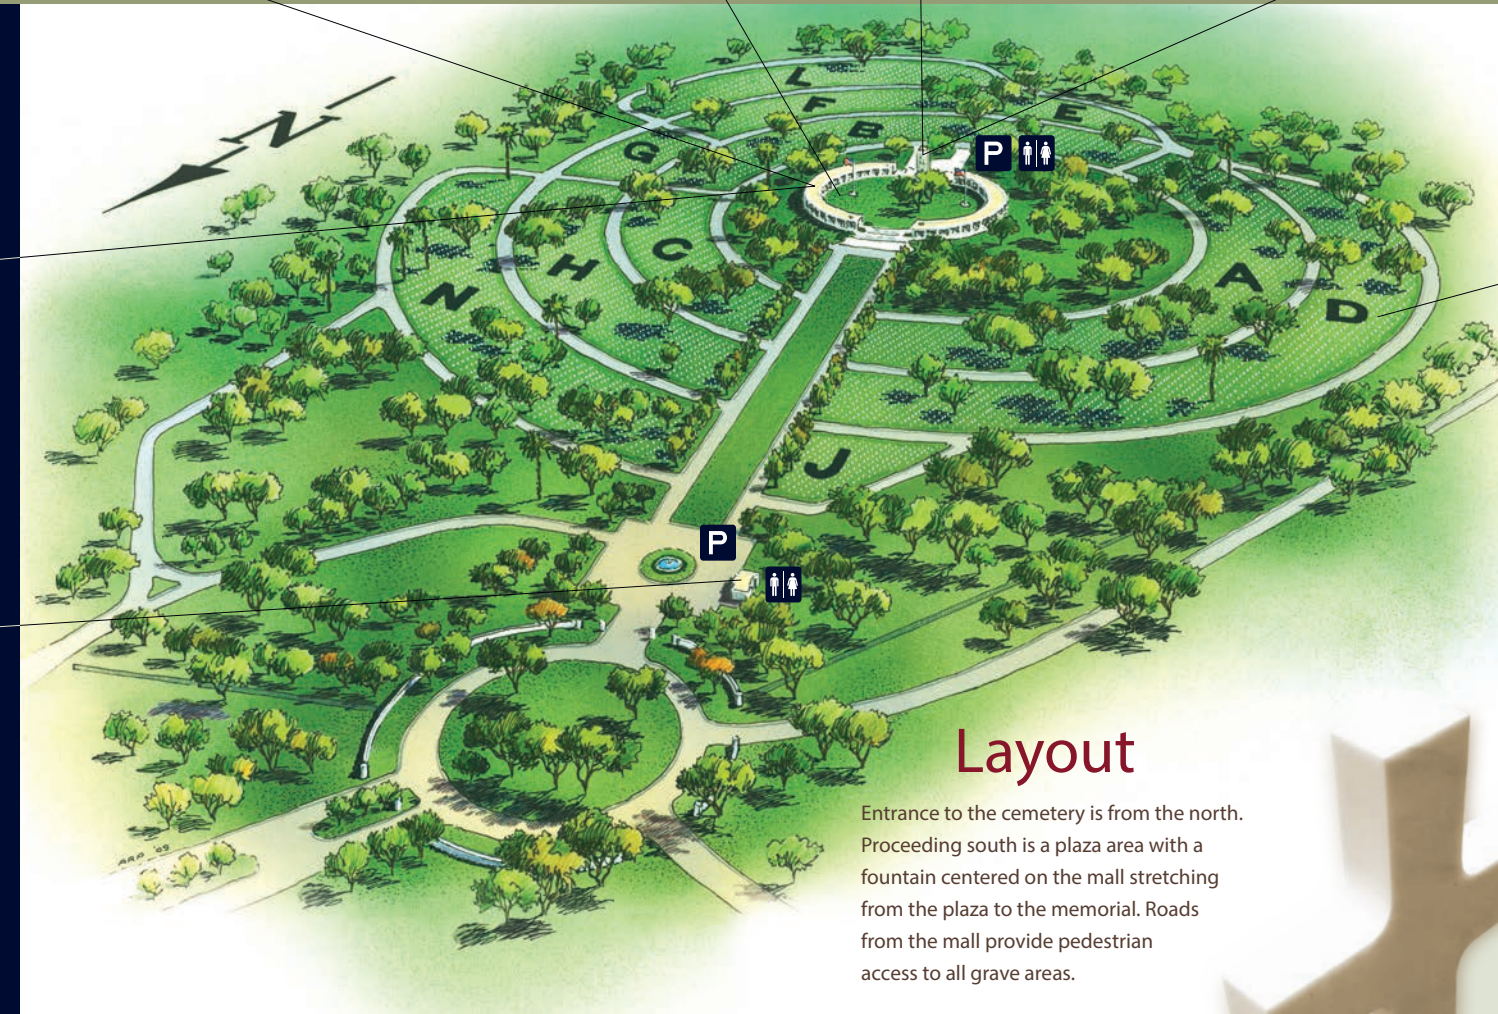 L
F
E
B
G
P
N
C
H
A
N
D
J
P
Layout
Entrance to the cemetery is from the north.
Proceeding south is a plaza area with a
fountain centered on the mall stretching
from the plaza to the memorial. Roads
from the mall provide pedestrian
access to all grave areas.